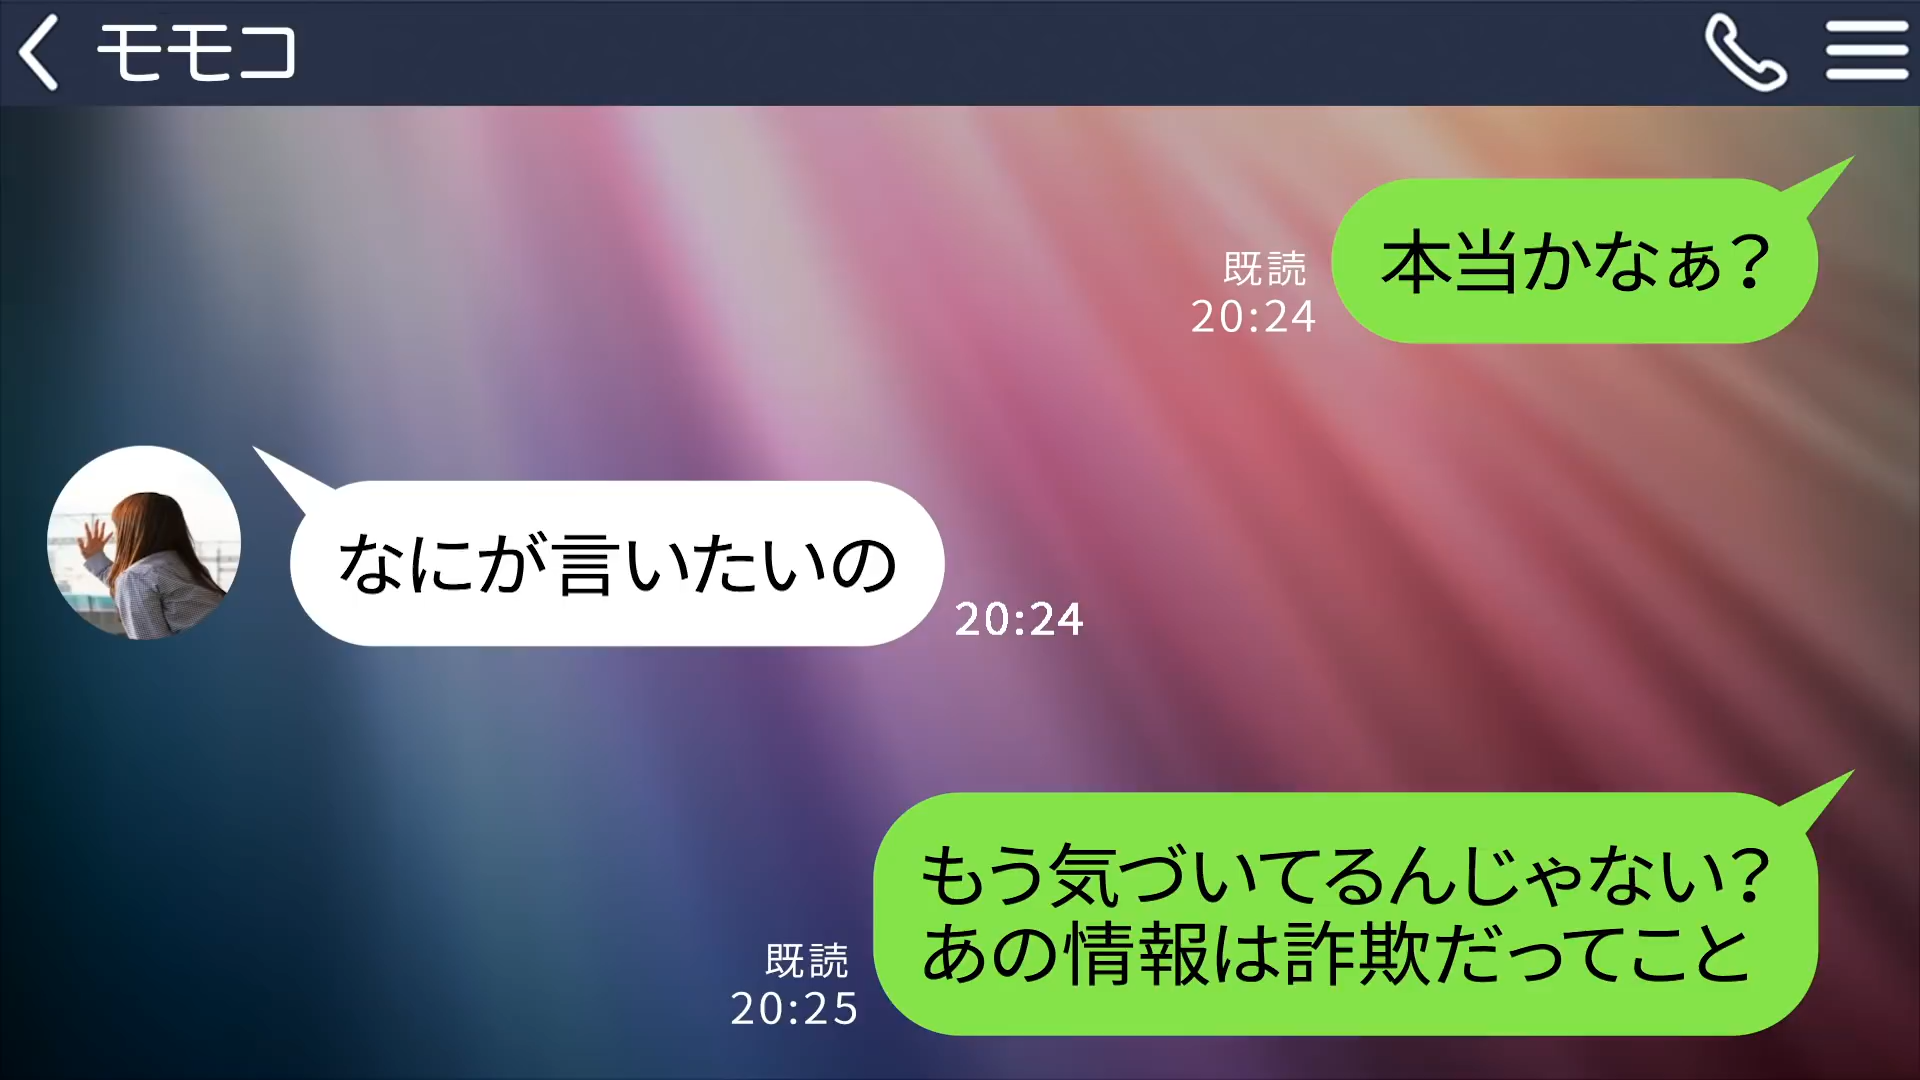 モモコ
本当かなぁ？
既読
20:24
なにが言いたいの
20:24
もう気づいてるんじゃない？
あの情報は詐欺だってこと
既読
20:25